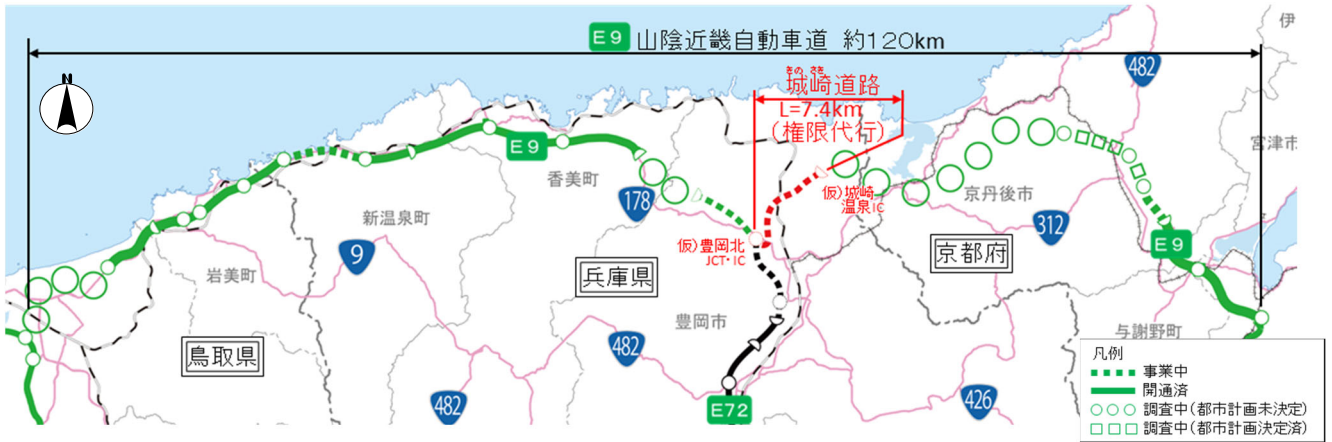 E9 山陰近畿自動車道 約120km
伊
482
N
きの さき
城崎道路
L=7.4km
(権限代行)
宮津市
E9
香美町
178
新温泉町
9
岩美町
仮)城崎
温泉IC
京丹後市
312
仮)豊岡北
JCT・IC
兵庫県
京都府
E9
豊岡市
鳥取県
482
与謝野町
482
E72
426
凡例
事業中
開通済
調査中(都市計画未決定)
調査中(都市計画決定済)